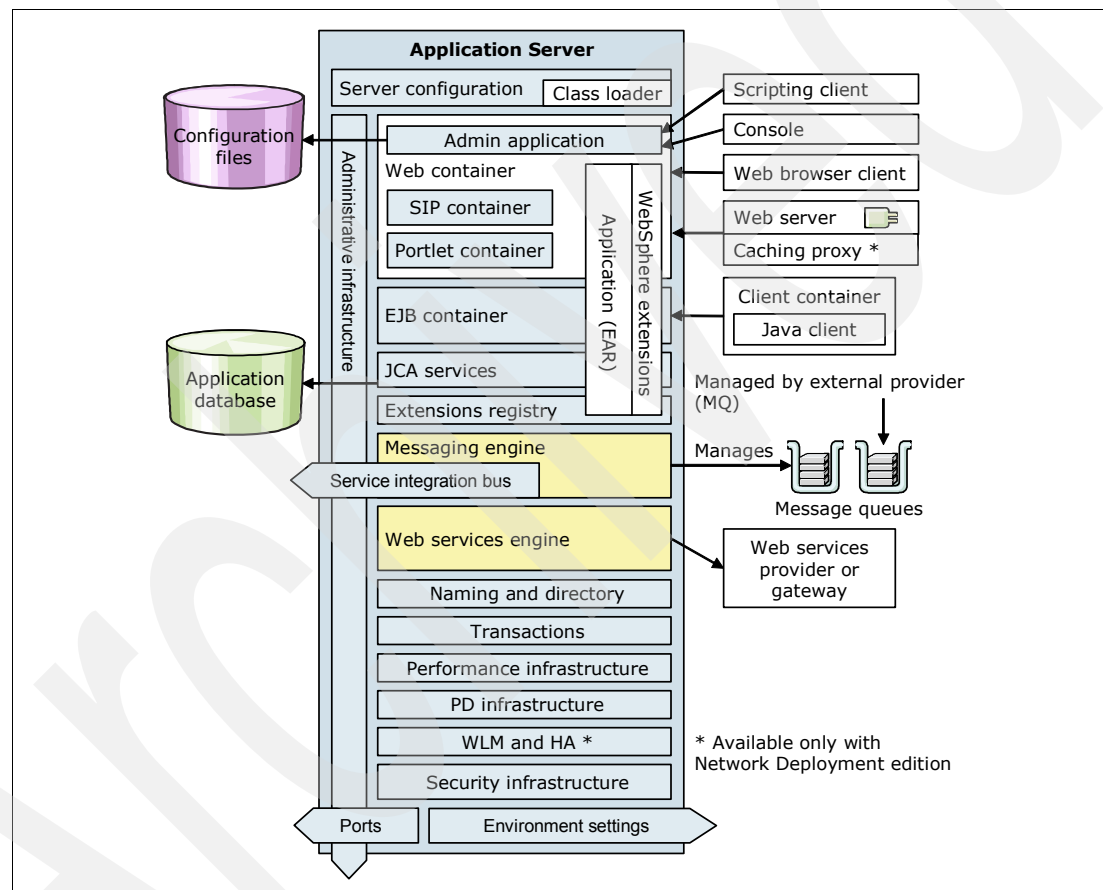 Application Server
Server configuration
Class loader
Administrative infrastructure
Configuration
files
Admin application
Web container
SIP container
Portlet container
Application (EAR)
WebSphere extensions
EJB container
JCA services
Application
database
Extensions registry
Messaging engine
Service integration bus
Web services engine
Naming and directory
Transactions
Performance infrastructure
PD infrastructure
WLM and HA *
Security infrastructure
Ports
Environment settings
Scripting client
Console
Web browser client
Web server
Caching proxy *
Client container
Java client
Managed by external provider
(MQ)
Manages
Message queues
Web services
provider or
gateway
* Available only with
Network Deployment edition
Archived